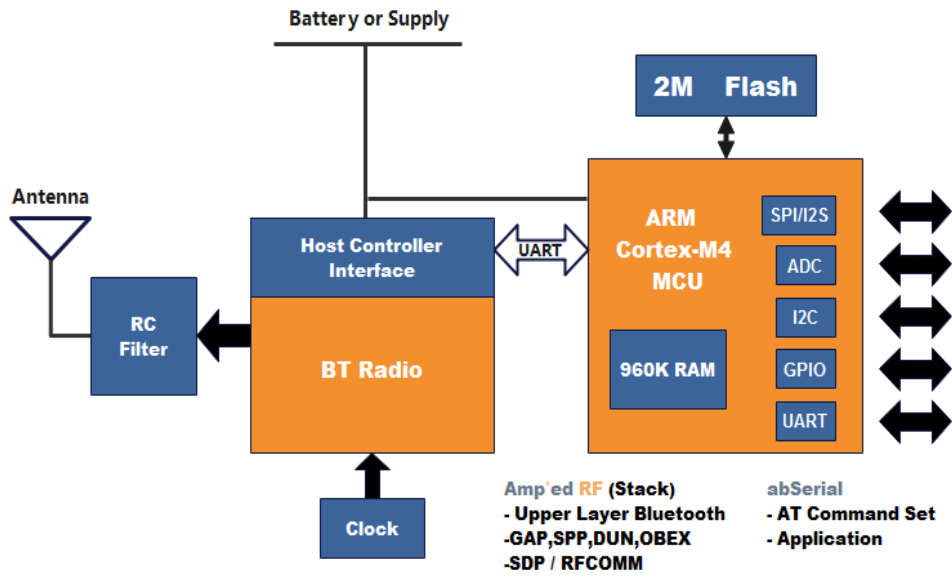 Battery or Supply
2M Flash
Antenna
ARM
Cortex-M4
MCU
SPI/I2S
ADC
I2C
GPIO
UART
960K RAM
Host Controller
Interface
UART
RC
Filter
BT Radio
Clock
Amp'ed RF (Stack)
- Upper Layer Bluetooth
-GAP,SPP,DUN,OBEX
-SDP / RFCOMM
abSerial
- AT Command Set
- Application